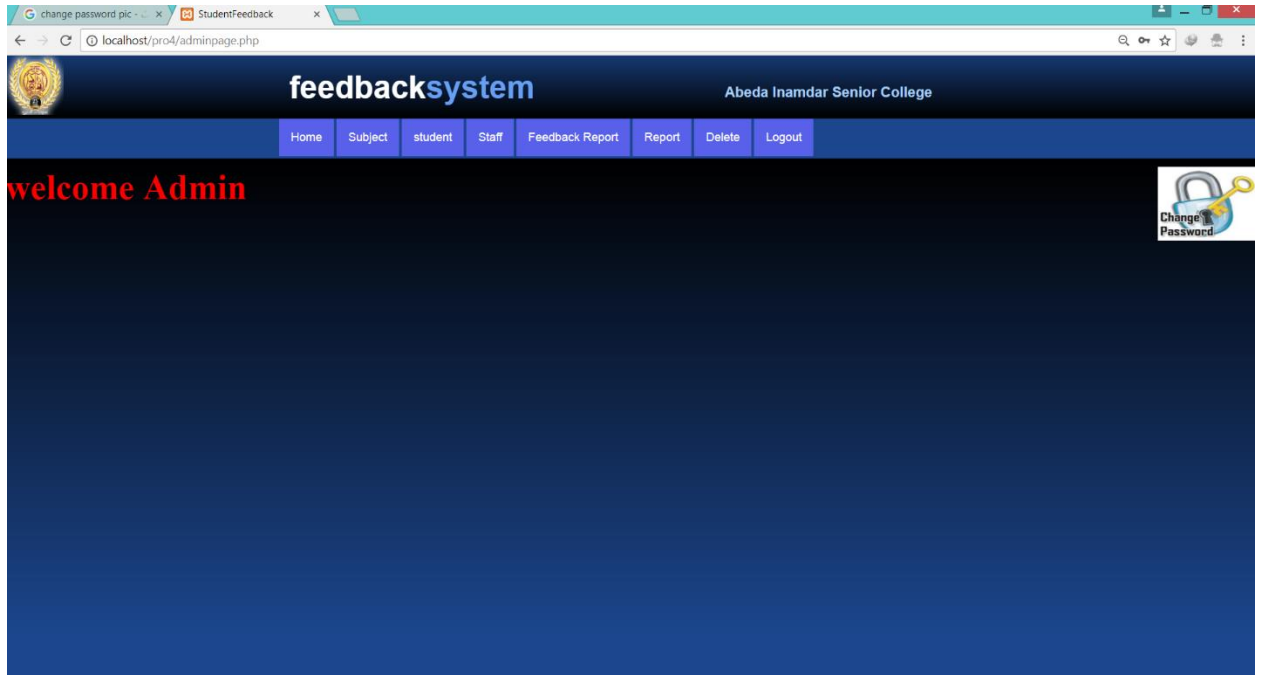 change password pic -
StudentFeedback
localhost/pro4/adminpage.php
feedbacksystem
Abeda Inamdar Senior College
Home Subject student Staff Feedback Report Report Delete Logout
welcome Admin
Change
Password